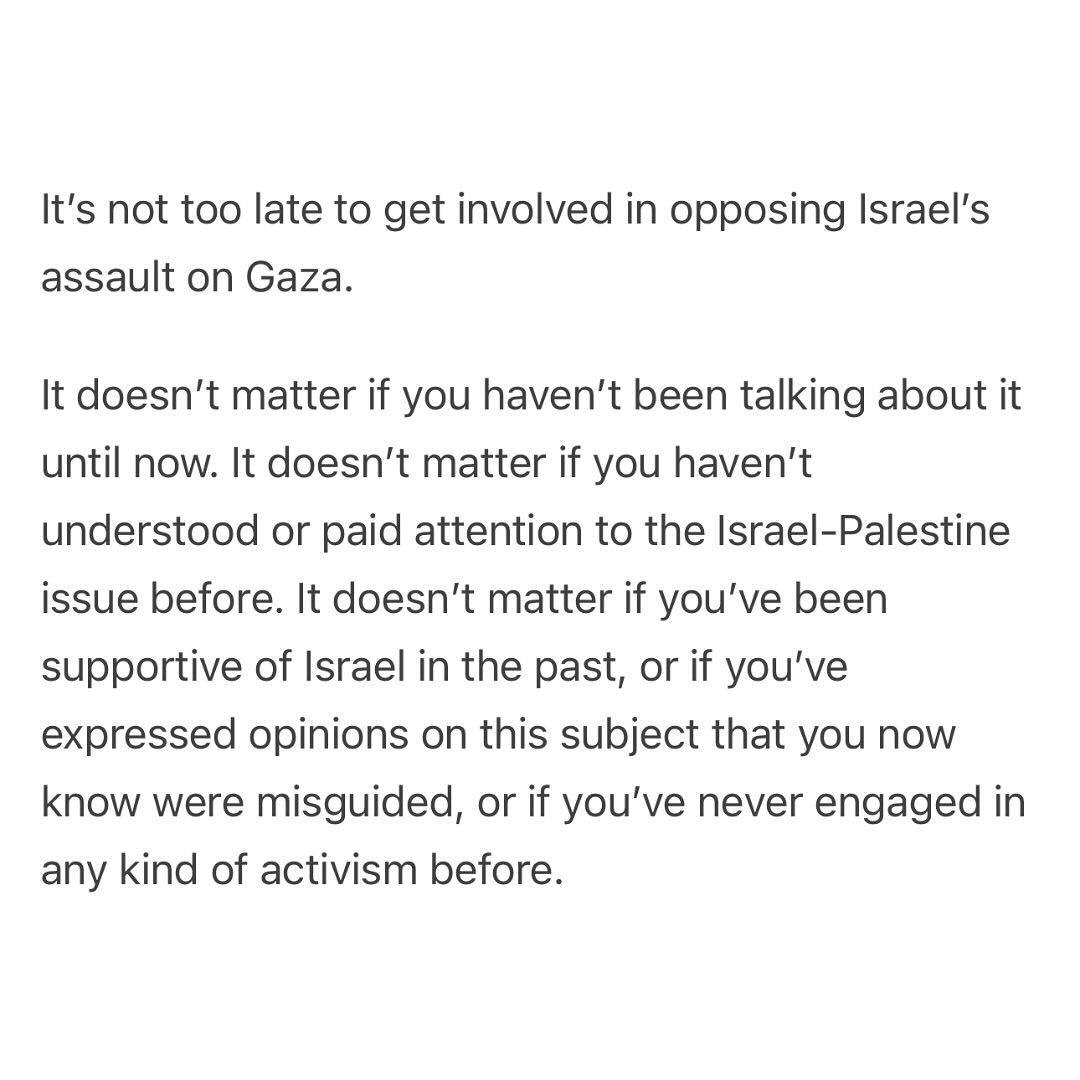 It’s not too late to get involved in opposing Israel’s
assault on Gaza.
It doesn’t matter if you haven’t been talking about it
until now. It doesn’t matter if you haven’t
understood or paid attention to the Israel-Palestine
issue before. It doesn’t matter if you’ve been
supportive of Israel in the past, or if you’ve
expressed opinions on this subject that you now
know were misguided, or if you’ve never engaged in
any kind of activism before.